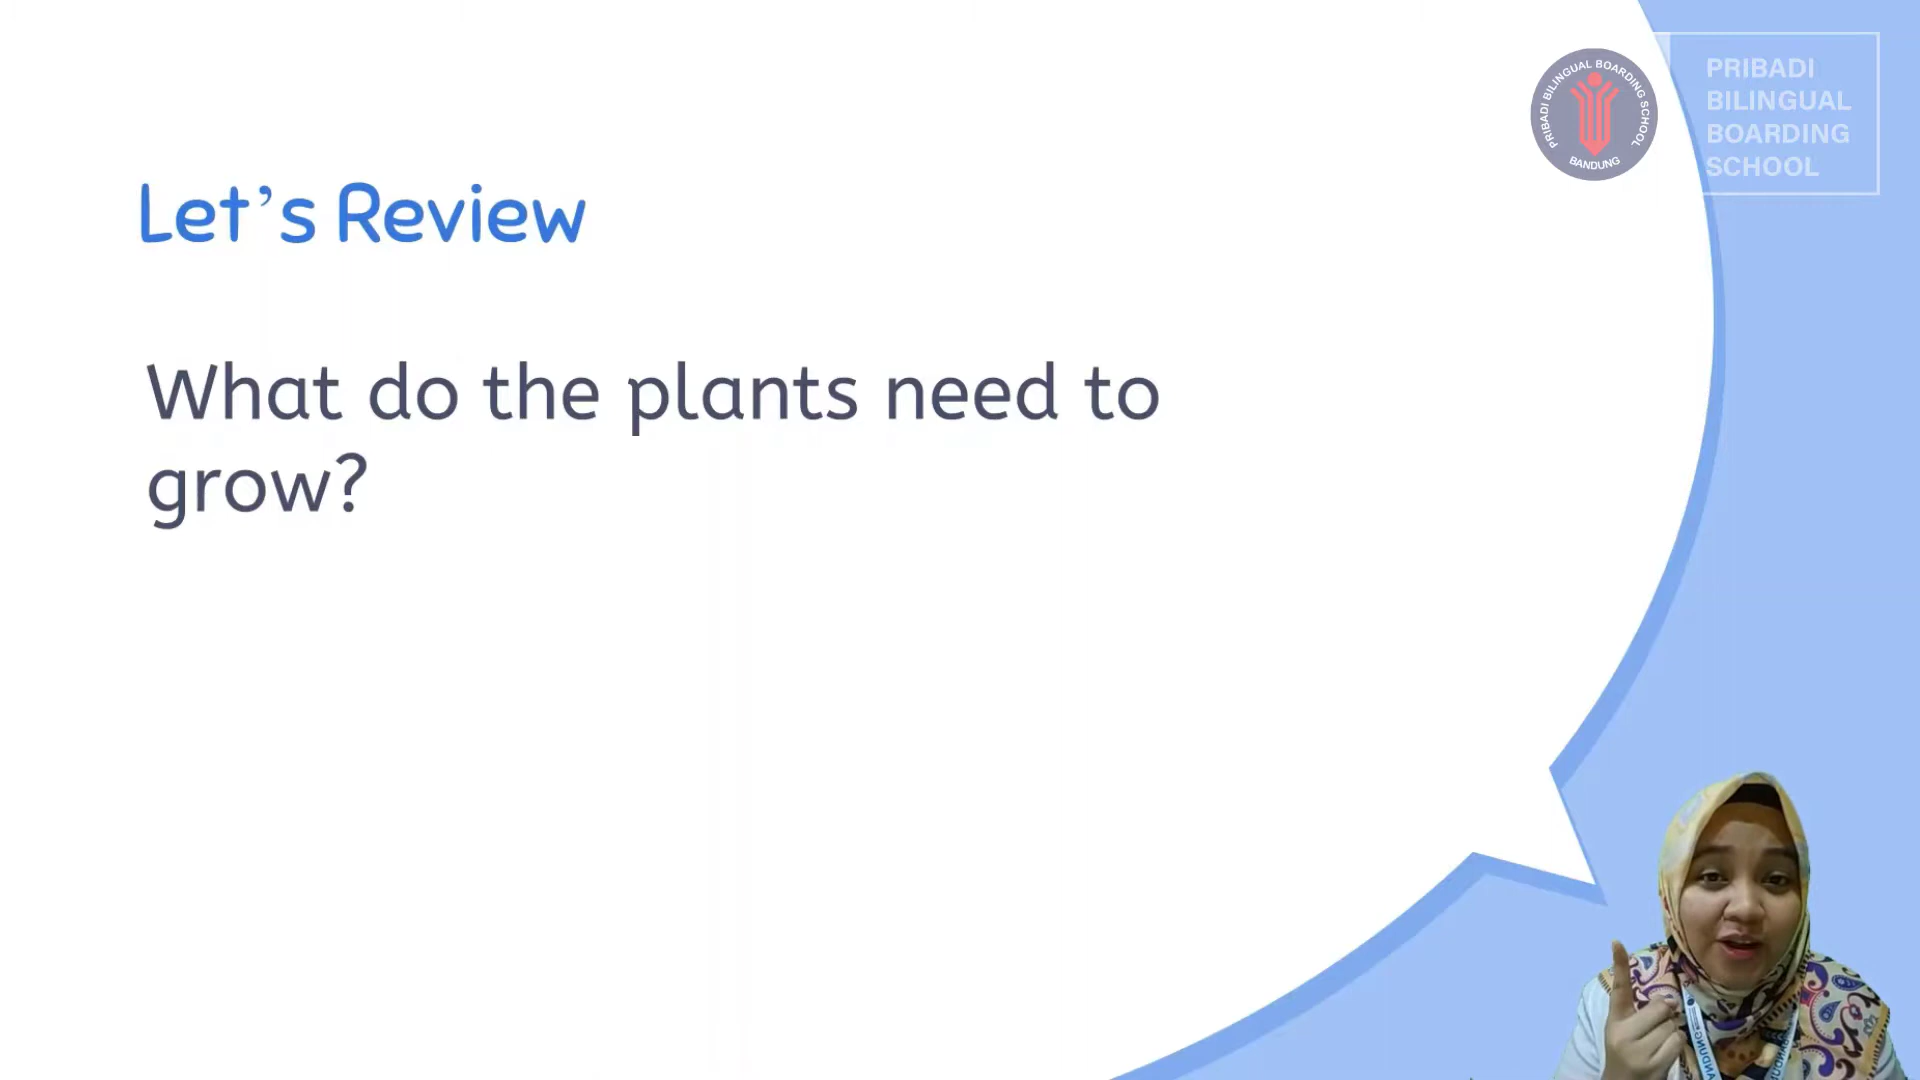 Let's Review
What do the plants need to
grow?
PRIBADI BILINGUAL BOARDING SCHOOL
BANDUNG
PRIBADI
BILINGUAL
BOARDING
SCHOOL